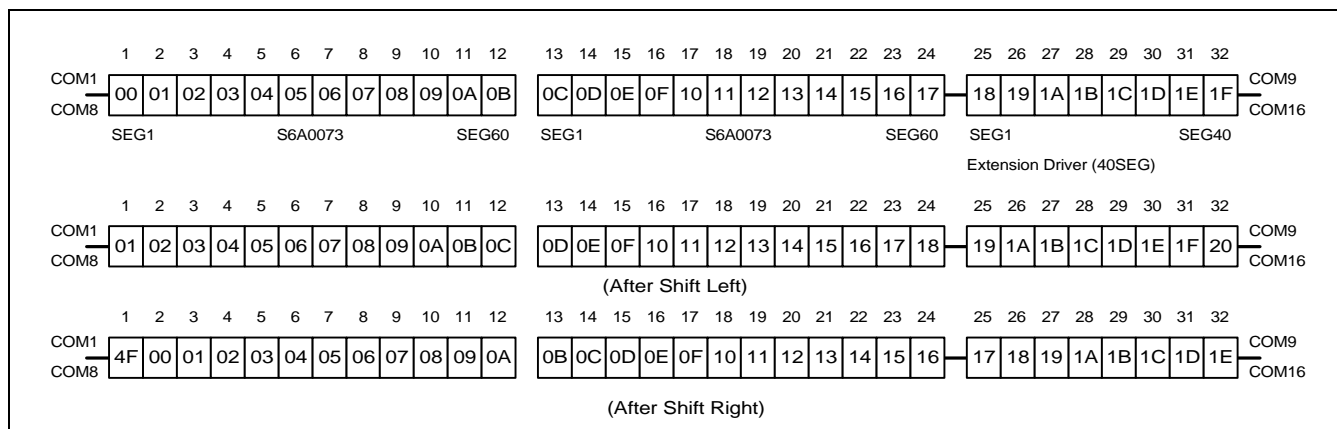 1 2 3 4 5 6 7 8 9 10 11 12 13 14 15 16 17 18 19 20 21 22 23 24 25 26 27 28 29 30 31 32
COM1 COM9
00 01 02 03 04 05 06 07 08 09 0A 0B 0C 0D 0E 0F 10 11 12 13 14 15 16 17 18 19 1A 1B 1C 1D 1E 1F
COM8 COM16
SEG1 S6A0073 SEG60 SEG1 S6A0073 SEG60 SEG1 SEG40
Extension Driver (40SEG)
1 2 3 4 5 6 7 8 9 10 11 12 13 14 15 16 17 18 19 20 21 22 23 24 25 26 27 28 29 30 31 32
COM1 COM9
01 02 03 04 05 06 07 08 09 0A 0B 0C 0D 0E 0F 10 11 12 13 14 15 16 17 18 19 1A 1B 1C 1D 1E 1F 20
COM8 COM16
(After Shift Left)
1 2 3 4 5 6 7 8 9 10 11 12 13 14 15 16 17 18 19 20 21 22 23 24 25 26 27 28 29 30 31 32
COM1 COM9
4F 00 01 02 03 04 05 06 07 08 09 0A 0B 0C 0D 0E 0F 10 11 12 13 14 15 16 17 18 19 1A 1B 1C 1D 1E
COM8 COM16
(After Shift Right)